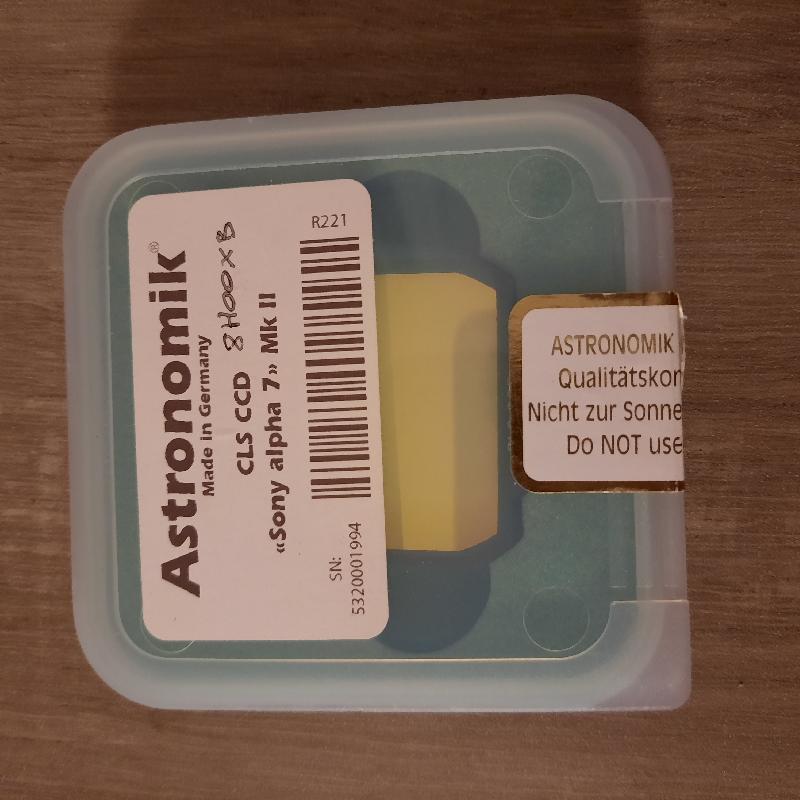 Astronomik®
Made in Germany
CLS CCD 8H00XB
«Sony alpha 7» Mk II
R221
SN:
5320001994
ASTRONOMIK
Qualitätskon
Nicht zur Sonne
Do NOT use